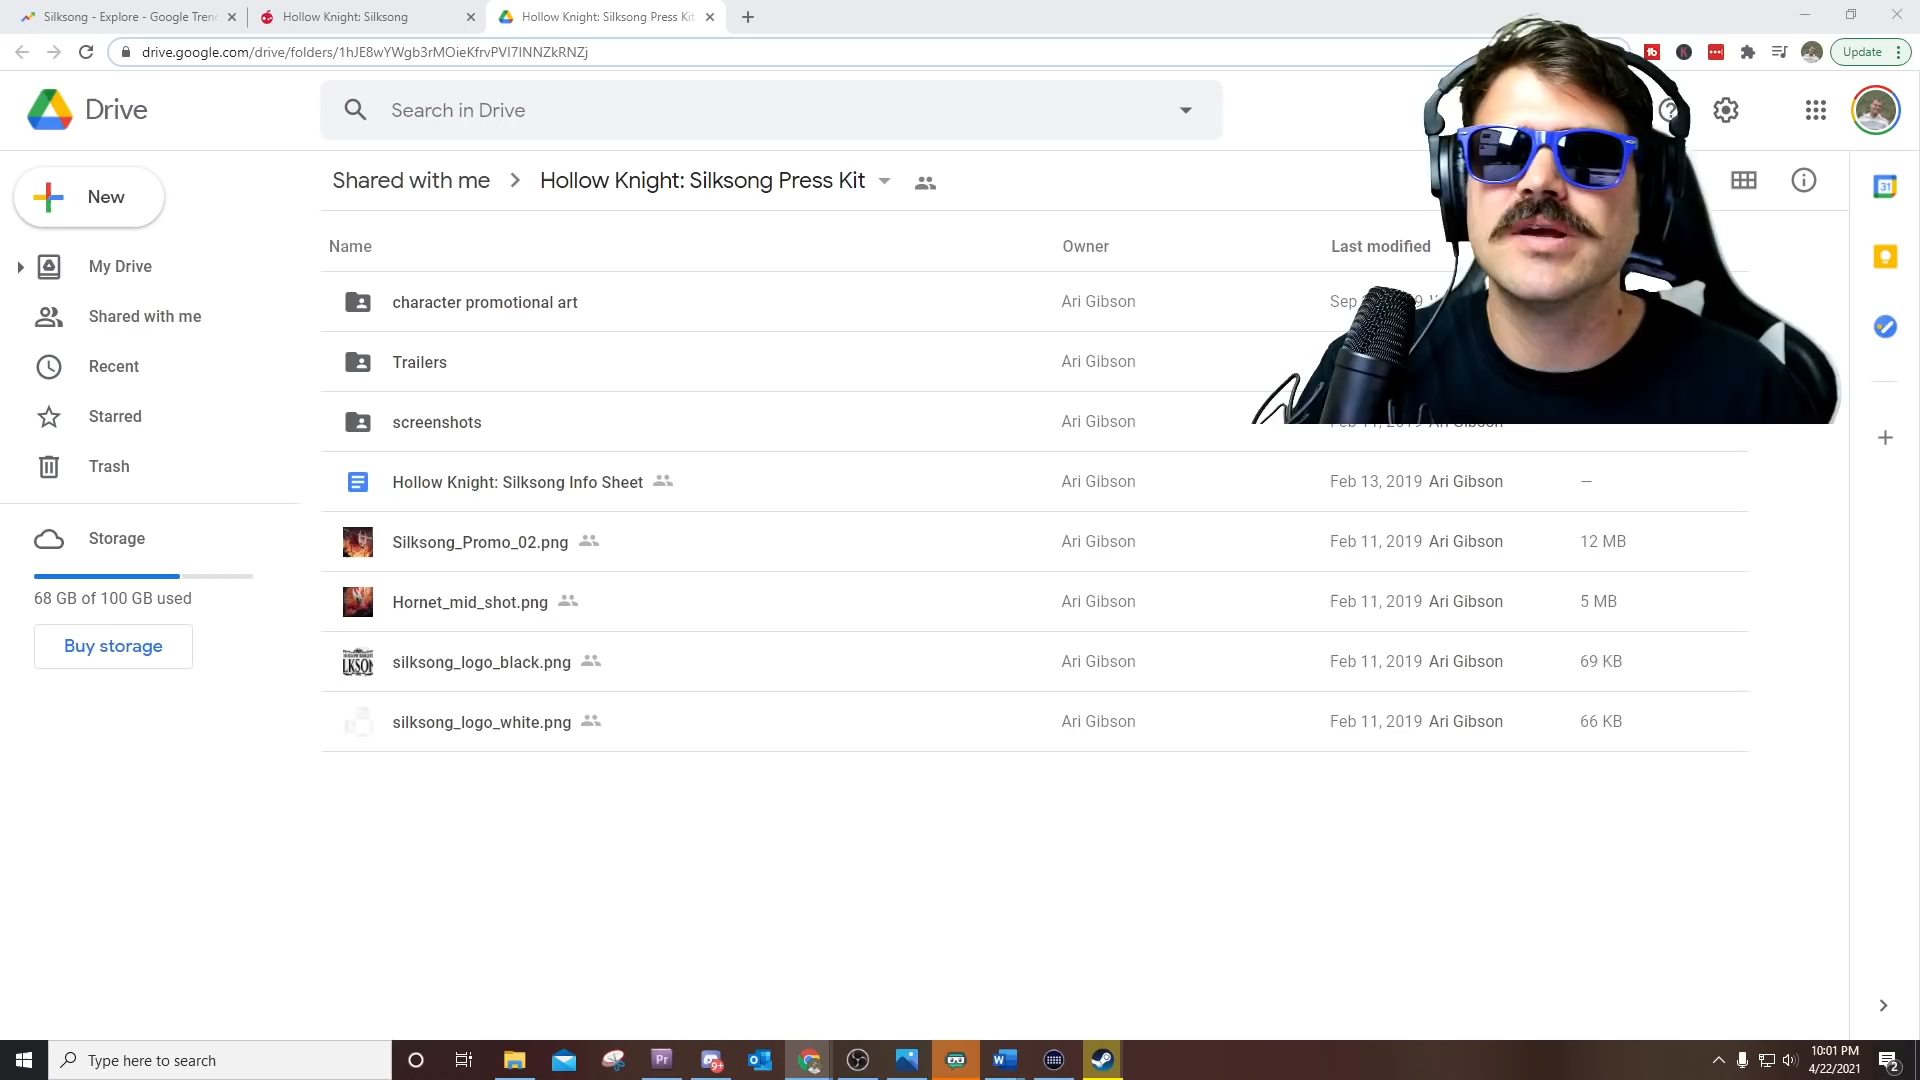 Silksong - Explore - Google Tren
Hollow Knight: Silksong
Hollow Knight: Silksong Press Kit
drive.google.com/drive/folders/1hJE8wYWgb3rMOieKfrvPVI7INNZkRNZj
Update
Drive
Search in Drive
New
Shared with me
Hollow Knight: Silksong Press Kit
My Drive
Shared with me
Recent
Starred
Trash
Storage
68 GB of 100 GB used
Buy storage
Name Owner Last modified
character promotional art Ari Gibson Sep
Trailers Ari Gibson
screenshots Ari Gibson
Hollow Knight: Silksong Info Sheet Ari Gibson Feb 13, 2019 Ari Gibson —
Silksong_Promo_02.png Ari Gibson Feb 11, 2019 Ari Gibson 12 MB
Hornet_mid_shot.png Ari Gibson Feb 11, 2019 Ari Gibson 5 MB
silksong_logo_black.png Ari Gibson Feb 11, 2019 Ari Gibson 69 KB
silksong_logo_white.png Ari Gibson Feb 11, 2019 Ari Gibson 66 KB
31
Type here to search
Pr
9+
10:01 PM
4/22/2021
2